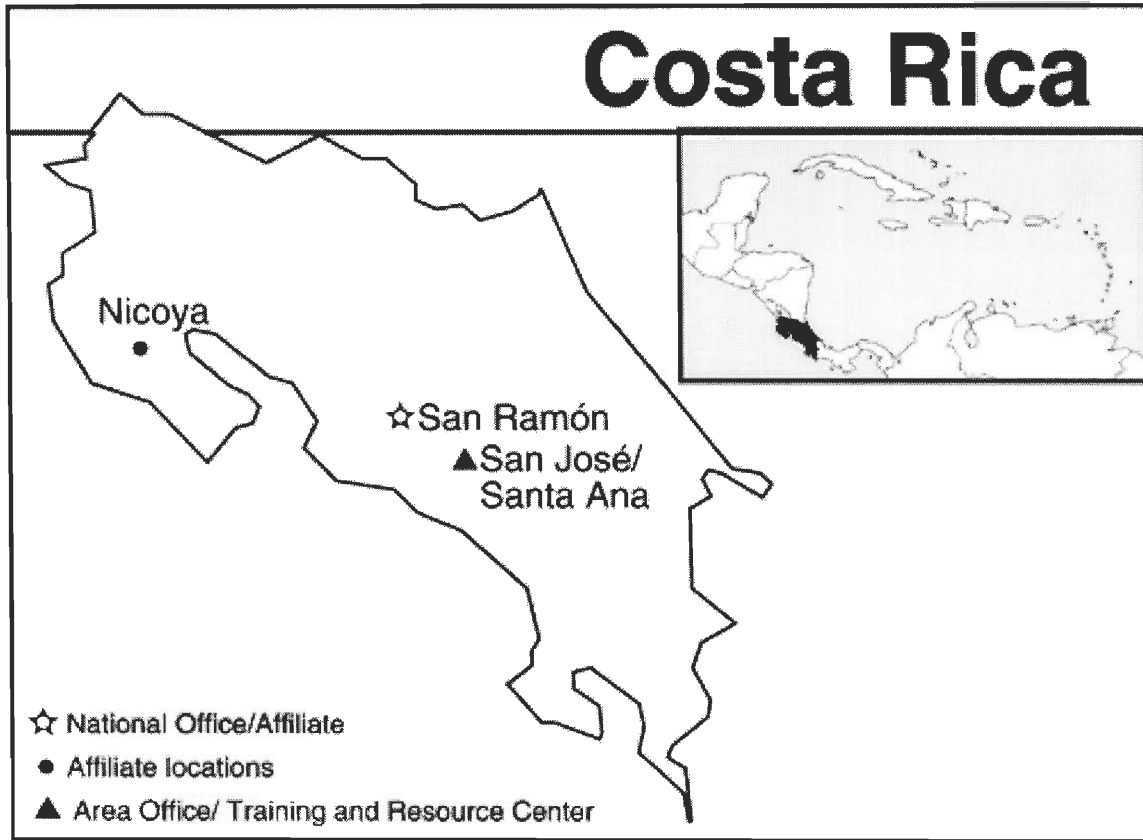 Costa Rica
Nicoya
San Ramón
San José/
Santa Ana
National Office/Affiliate
Affiliate locations
Area Office/ Training and Resource Center